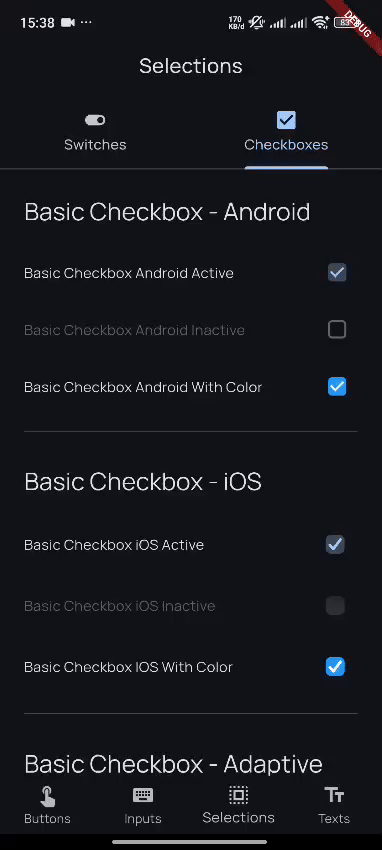 15:38 170 KB/s 83
DEBUG
Selections
Switches Checkboxes
Basic Checkbox - Android
Basic Checkbox Android Active
Basic Checkbox Android Inactive
Basic Checkbox Android With Color
Basic Checkbox - iOS
Basic Checkbox iOS Active
Basic Checkbox iOS Inactive
Basic Checkbox IOS With Color
Basic Checkbox - Adaptive
Buttons Inputs Selections Texts